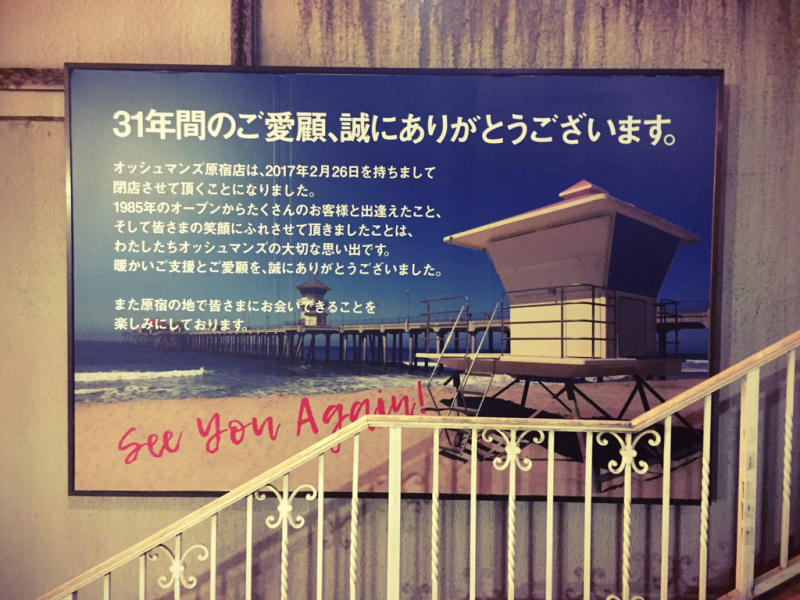 31年間のご愛顧、誠にありがとうございます。
オッシュマンズ原宿店は、2017年2月26日を持ちまして
閉店させて頂くことになりました。
1985年のオープンからたくさんのお客様と出逢えたこと、
そして皆さまの笑顔にふれさせて頂きましたことは、
わたしたちオッシュマンズの大切な思い出です。
暖かいご支援とご愛顧を、誠にありがとうございました。
また原宿の地で皆さまにお会いできることを
楽しみにしております。
See You Again!